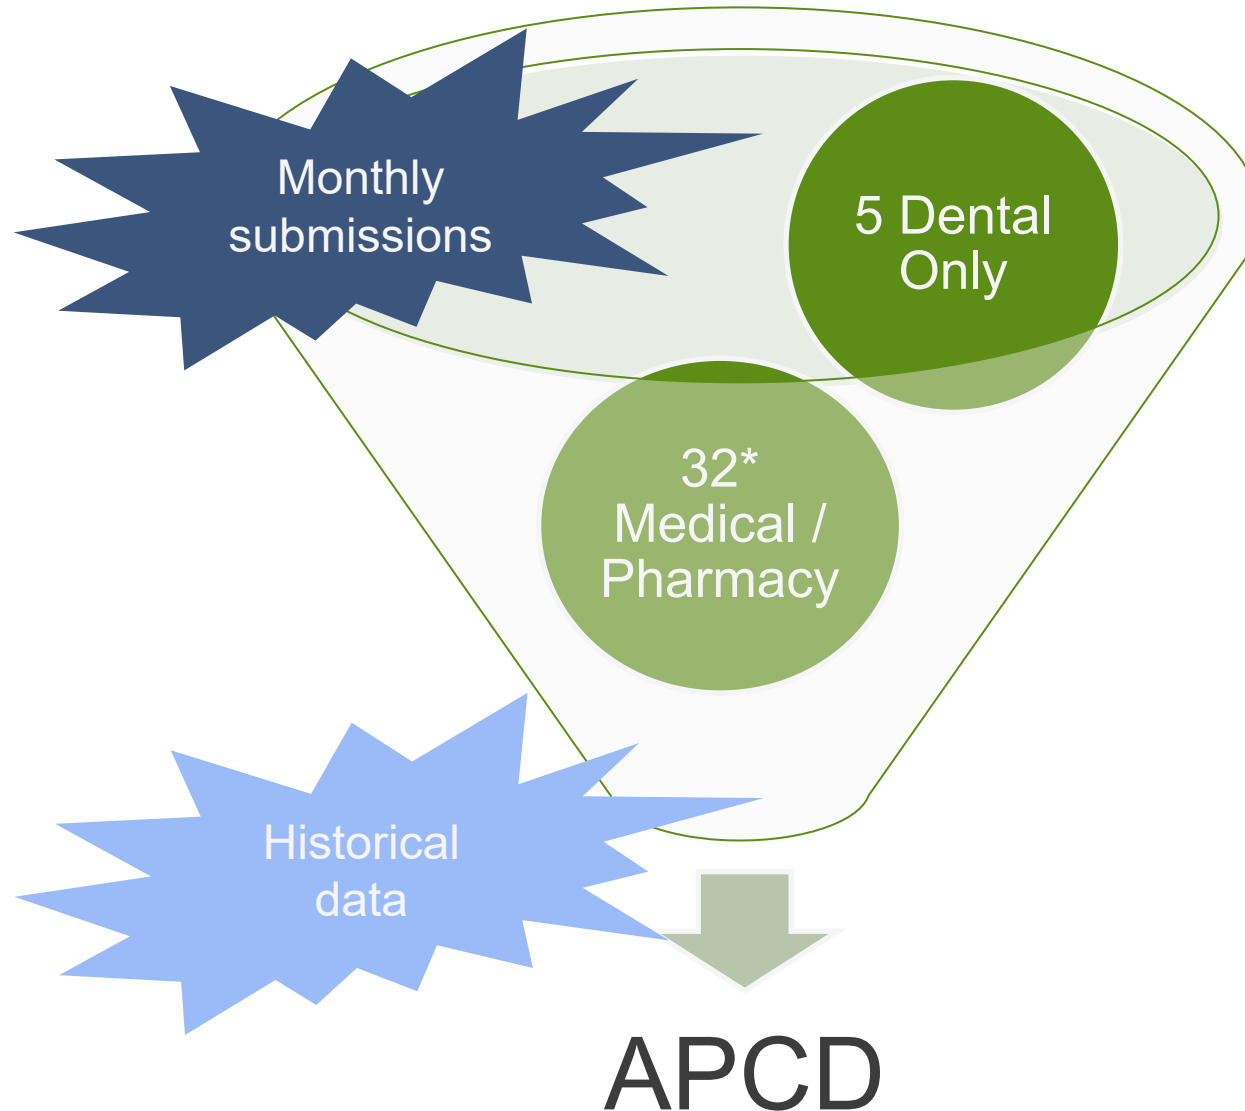 Monthly
submissions
5 Dental
Only
32*
Medical /
Pharmacy
Historical
data
APCD